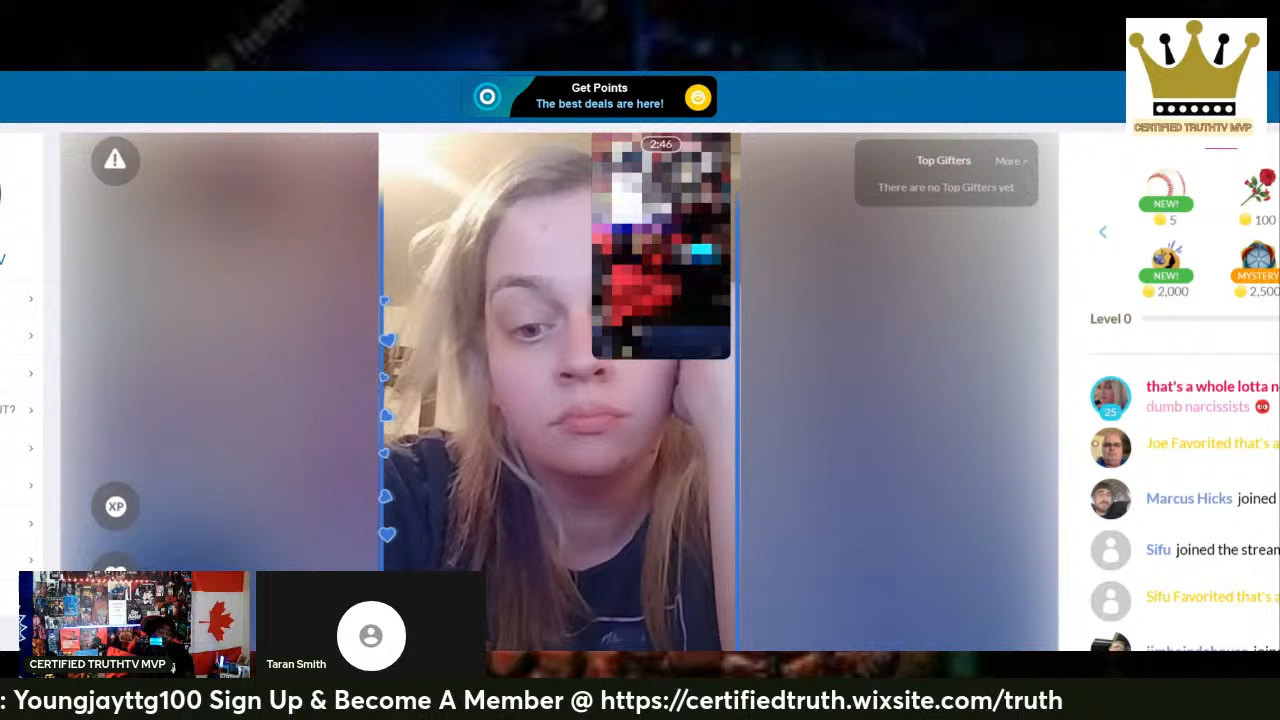 Get Points
The best deals are here!
CERTIFIED TRUTHTV MVP
2:46
Top Gifters More >
There are no Top Gifters yet
NEW!
5
100
NEW!
2,000
MYSTERY
2,500
Level 0
that's a whole lotta
dumb narcissists
25
Joe Favorited that's a
Marcus Hicks joined
Sifu joined the strea
Sifu Favorited that's a
UT?
XP
CERTIFIED TRUTHTV MVP
Taran Smith
: Youngjayttg100 Sign Up & Become A Member @ https://certifiedtruth.wixsite.com/truth